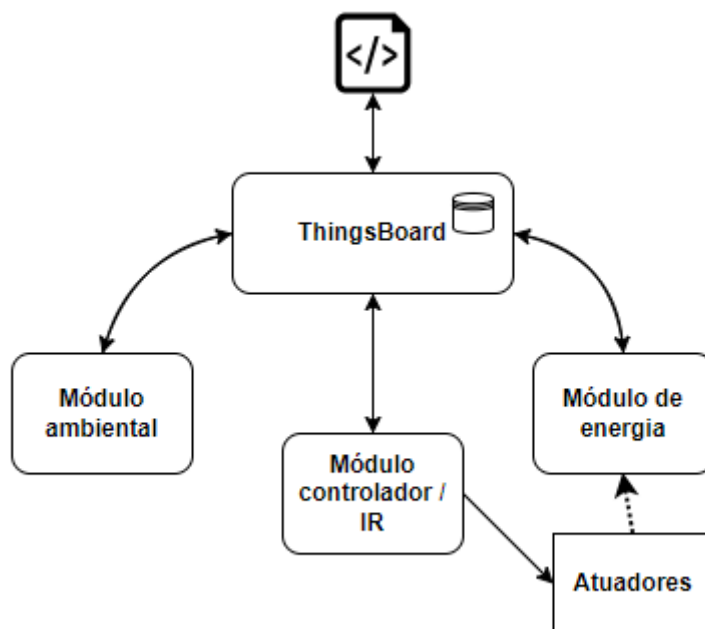 </>
ThingsBoard
Módulo
ambiental
Módulo de
energia
Módulo
controlador /
IR
Atuadores